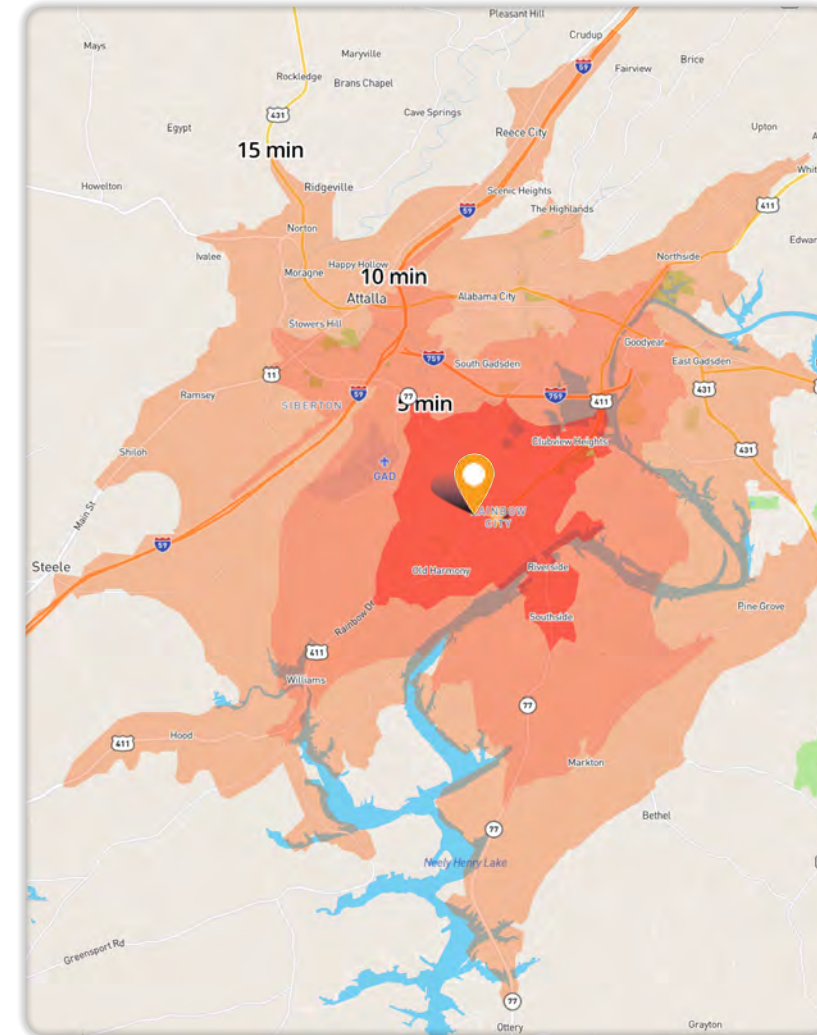 Pleasant Hill
Crudup
Mays
Maryville
Brice
59
Fairview
Rockledge
Brans Chapel
Cave Springs
431
Egypt
Reece City
Upton
15 min
Howelton
Ridgeville
Scenic Heights
411
59
The Highlands
Norton
Ivalee
Northside
Happy Hollow
Moragne
10 min
Attalla
Alabama City
Stowers Hill
Goodyear
759
South Gadsden
East Gadsden
11
431
Ramsey
59
77
759
411
SIBERTON
5 min
Clubview Heights
431
Shiloh
GAD
Main St
RAINBOW
CITY
59
Steele
Old Harmony
Riverside
Pine Grove
Rainbow Dr
Southside
411
Williams
77
Hood
411
Markton
Bethel
77
Neely Henry Lake
Greensport Rd
77
Ottery
Grayton